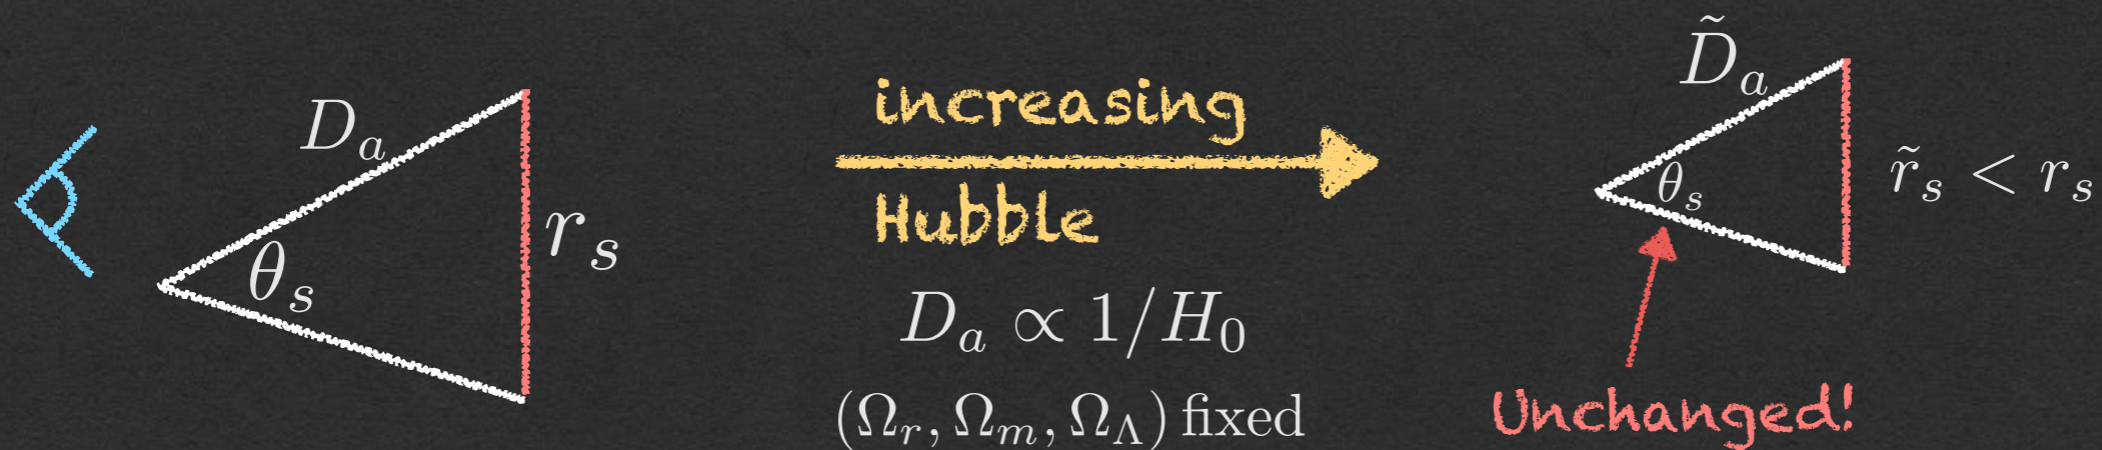 D_a
θ_s
r_s
increasing
Hubble
D_a ∝ 1/H_0
(Ω_r, Ω_m, Ω_Λ) fixed
D̃_a
θ_s
r̃_s < r_s
Unchanged!